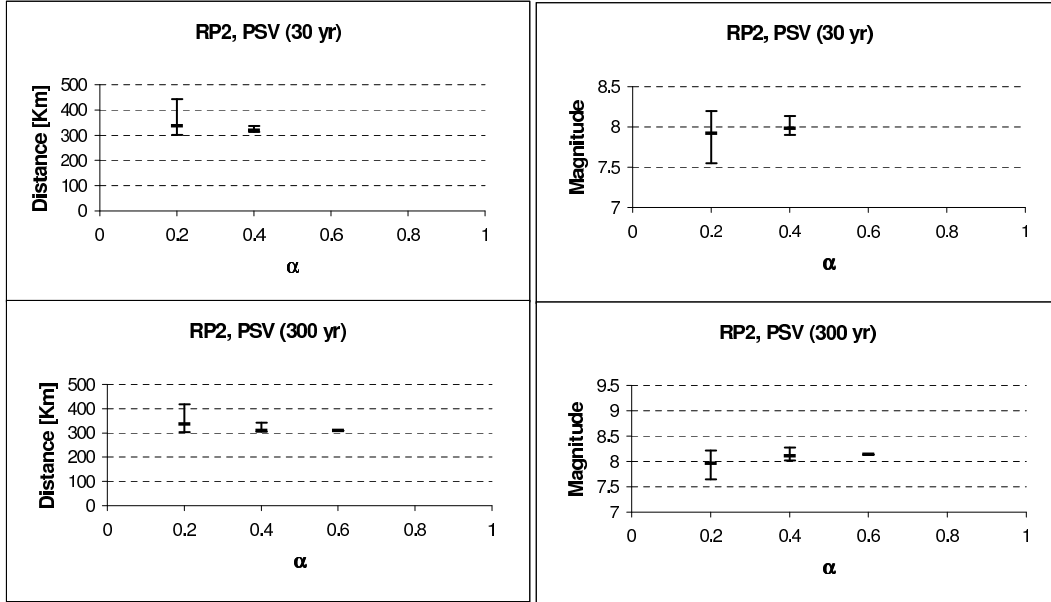 RP2, PSV (30 yr)
Distance [Km]
500
400
300
200
100
0
0 0.2 0.4 0.6 0.8 1
α
RP2, PSV (30 yr)
Magnitude
8.5
8
7.5
7
0 0.2 0.4 0.6 0.8 1
α
RP2, PSV (300 yr)
Distance [Km]
500
400
300
200
100
0
0 0.2 0.4 0.6 0.8 1
α
RP2, PSV (300 yr)
Magnitude
9.5
9
8.5
8
7.5
7
0 0.2 0.4 0.6 0.8 1
α